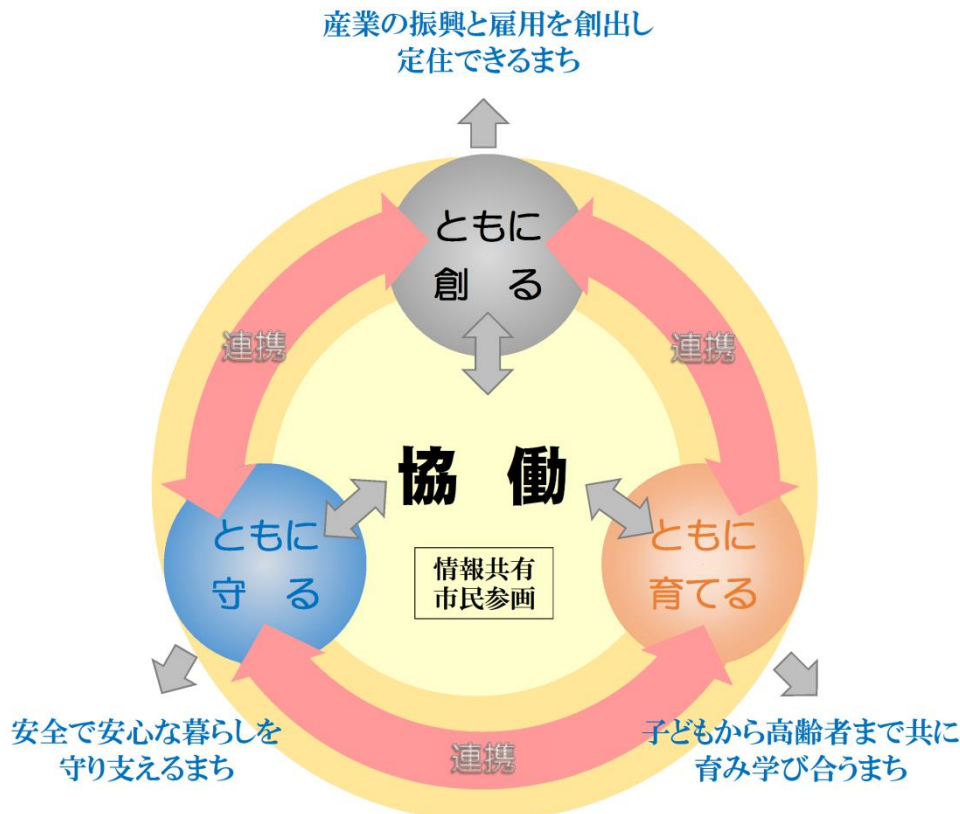 産業の振興と雇用を創出し
定住できるまち
ともに
創 る
連携
連携
協 働
ともに
守 る
情報共有
市民参画
ともに
育てる
安全で安心な暮らしを
守り支えるまち
連携
子どもから高齢者まで共に
育み学び合うまち